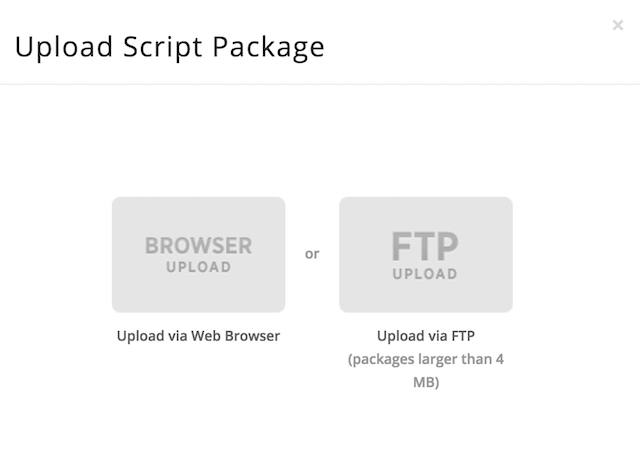 Upload Script Package
×
BROWSER
UPLOAD
or
FTP
UPLOAD
Upload via Web Browser
Upload via FTP
(packages larger than 4
MB)